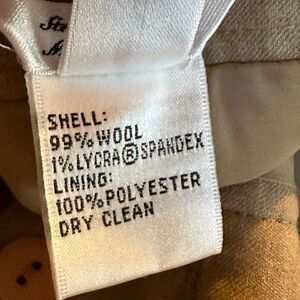 SHELL:
99% WOOL
1% LYCRA® SPANDEX
LINING:
100% POLYESTER
DRY CLEAN